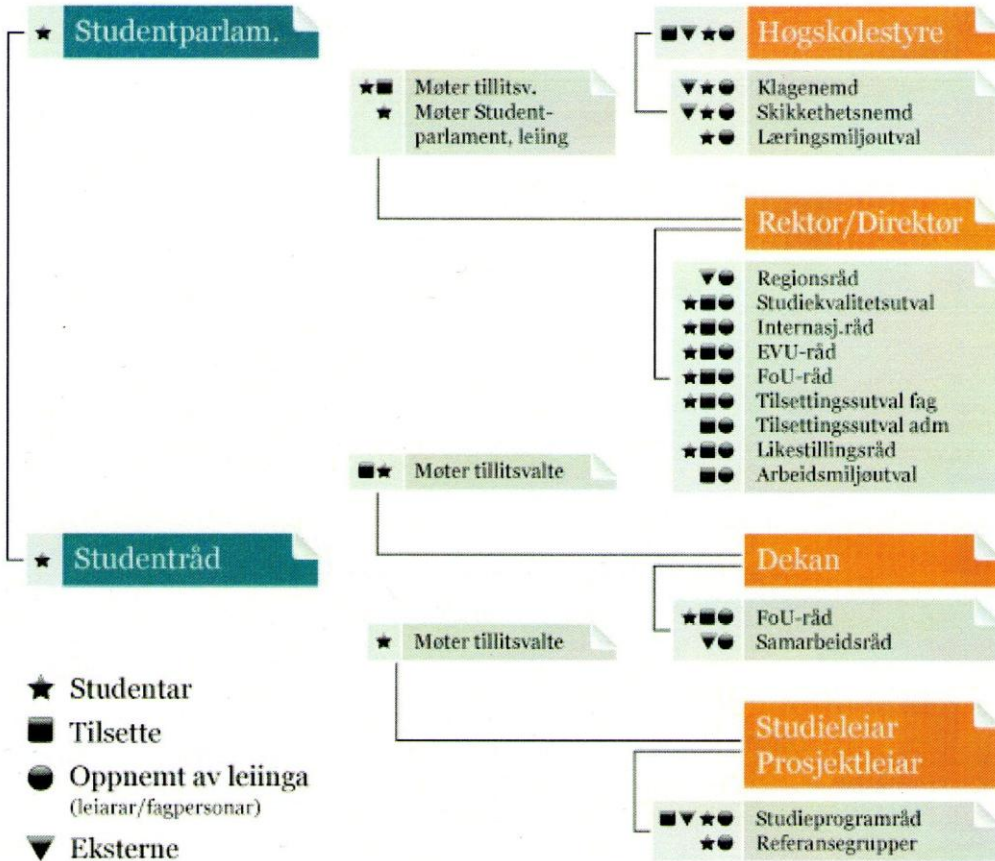 Studentparlam.
Møter tillitsv.
Møter Student-
parlament, leiing
Høgskolestyre
Klagenemd
Skikkethetsnemd
Læringsmiljøutval
Rektor/Direktør
Regionsråd
Studiekvalitetsutval
Internasj.råd
EVU-råd
FoU-råd
Tilsettingssutval fag
Tilsettingssutval adm
Likestillingsråd
Arbeidsmiljøutval
Møter tillitsvalte
Studentråd
Dekan
FoU-råd
Samarbeidsråd
Møter tillitsvalte
Studieleiar
Prosjektleiar
Studieprogramråd
Referansegrupper
Studentar
Tilsette
Oppnemt av leiinga
(leiarar/fagpersonar)
Eksterne